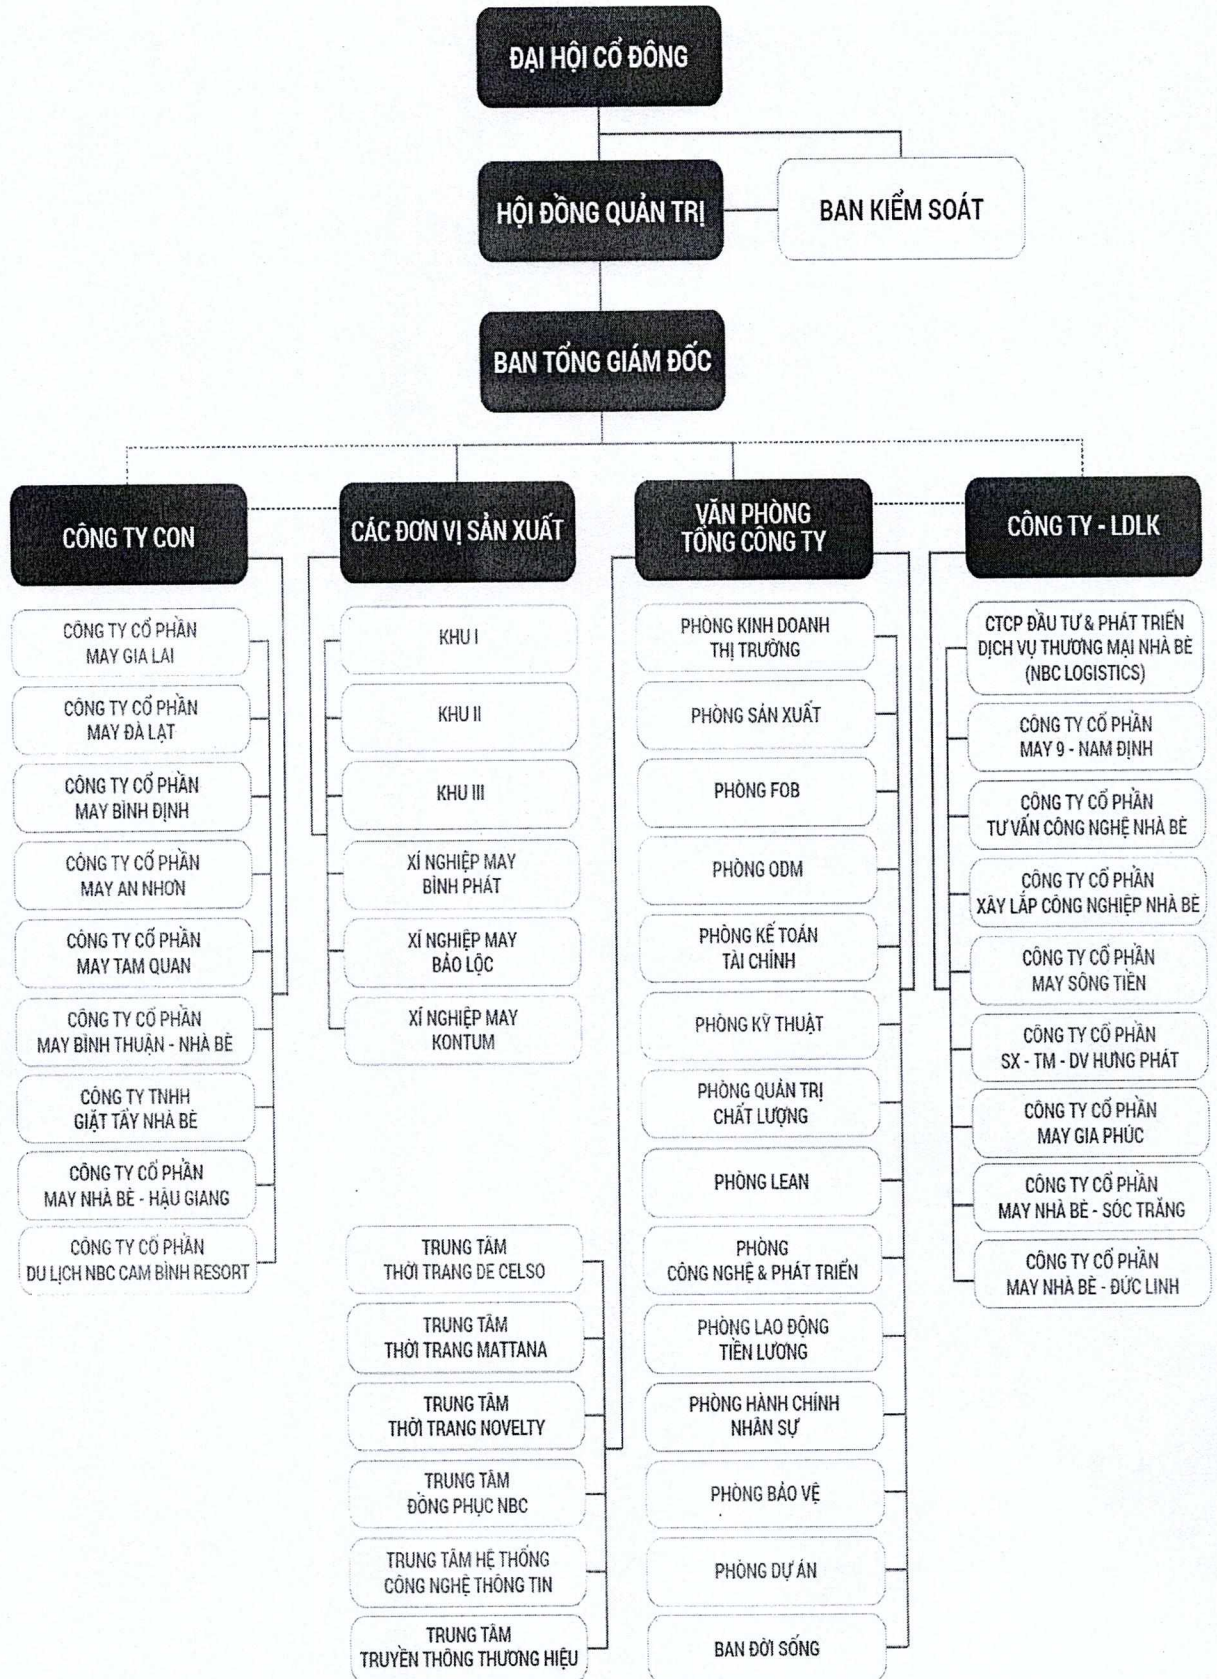 ĐẠI HỘI CỔ ĐÔNG
HỘI ĐỒNG QUẢN TRỊ
BAN KIỂM SOÁT
BAN TỔNG GIÁM ĐỐC
CÔNG TY CON
CÔNG TY CỔ PHẦN
MAY GIA LAI
CÔNG TY CỔ PHẦN
MAY ĐÀ LẠT
CÔNG TY CỔ PHẦN
MAY BÌNH ĐỊNH
CÔNG TY CỔ PHẦN
MAY AN NHƠN
CÔNG TY CỔ PHẦN
MAY TAM QUAN
CÔNG TY CỔ PHẦN
MAY BÌNH THUẬN - NHÀ BÈ
CÔNG TY TNHH
GIẶT TẨY NHÀ BÈ
CÔNG TY CỔ PHẦN
MAY NHÀ BÈ - HẬU GIANG
CÔNG TY CỔ PHẦN
DU LỊCH NBC CAM BÌNH RESORT
CÁC ĐƠN VỊ SẢN XUẤT
KHU I
KHU II
KHU III
XÍ NGHIỆP MAY
BÌNH PHÁT
XÍ NGHIỆP MAY
BẢO LỘC
XÍ NGHIỆP MAY
KONTUM
TRUNG TÂM
THỜI TRANG DE CELSO
TRUNG TÂM
THỜI TRANG MATTANA
TRUNG TÂM
THỜI TRANG NOVELTY
TRUNG TÂM
ĐỒNG PHỤC NBC
TRUNG TÂM HỆ THỐNG
CÔNG NGHỆ THÔNG TIN
TRUNG TÂM
TRUYỀN THÔNG THƯƠNG HIỆU
VĂN PHÒNG
TỔNG CÔNG TY
PHÒNG KINH DOANH
THỊ TRƯỜNG
PHÒNG SẢN XUẤT
PHÒNG FOB
PHÒNG ODM
PHÒNG KẾ TOÁN
TÀI CHÍNH
PHÒNG KỸ THUẬT
PHÒNG QUẢN TRỊ
CHẤT LƯỢNG
PHÒNG LEAN
PHÒNG
CÔNG NGHỆ & PHÁT TRIỂN
PHÒNG LAO ĐỘNG
TIỀN LƯƠNG
PHÒNG HÀNH CHÍNH
NHÂN SỰ
PHÒNG BẢO VỆ
PHÒNG DỰ ÁN
BAN ĐỜI SỐNG
CÔNG TY - LDLK
CTCP ĐẦU TƯ & PHÁT TRIỂN
DỊCH VỤ THƯƠNG MẠI NHÀ BÈ
(NBC LOGISTICS)
CÔNG TY CỔ PHẦN
MAY 9 - NAM ĐỊNH
CÔNG TY CỔ PHẦN
TƯ VẤN CÔNG NGHỆ NHÀ BÈ
CÔNG TY CỔ PHẦN
XÂY LẮP CÔNG NGHIỆP NHÀ BÈ
CÔNG TY CỔ PHẦN
MAY SÔNG TIỀN
CÔNG TY CỔ PHẦN
SX - TM - DV HƯNG PHÁT
CÔNG TY CỔ PHẦN
MAY GIA PHÚC
CÔNG TY CỔ PHẦN
MAY NHÀ BÈ - SÓC TRĂNG
CÔNG TY CỔ PHẦN
MAY NHÀ BÈ - ĐỨC LINH